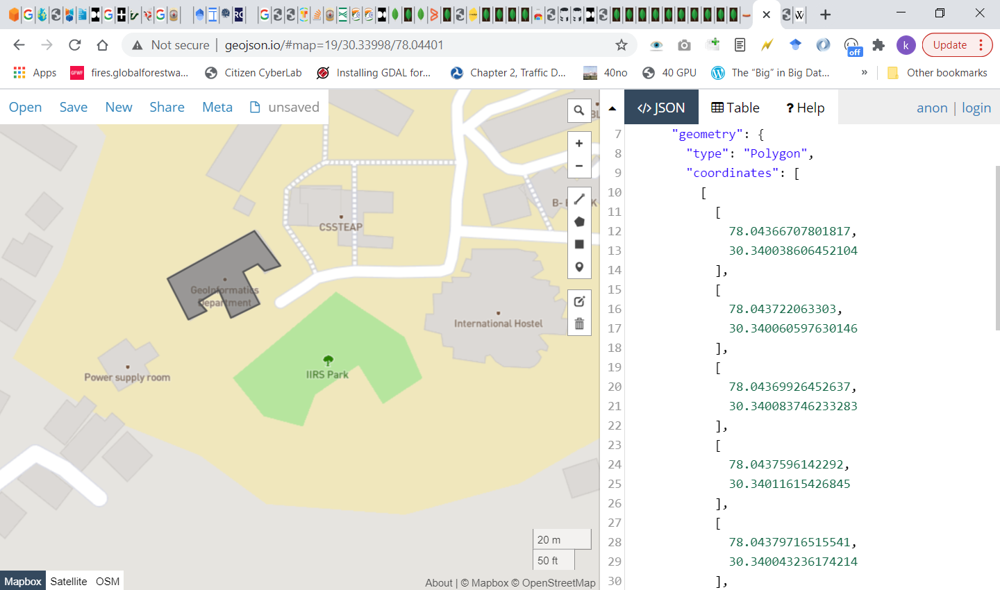 Not secure | geojson.io/#map=19/30.33998/78.04401
off
k
Update
Apps
GFWF
fires.globalforestwa...
Citizen CyberLab
Installing GDAL for...
Chapter 2, Traffic D...
40no
40 GPU
The “Big” in Big Dat...
»
Other bookmarks
Open
Save
New
Share
Meta
unsaved
</> JSON
Table
? Help
anon | login
CSSTEAP
GeoInformatics
Department
International Hostel
IIRS Park
Power supply room
+
−
20 m
50 ft
Mapbox
Satellite
OSM
About | © Mapbox © OpenStreetMap
7 "geometry": {
8 "type": "Polygon",
9 "coordinates": [
10 [
11 [
12 78.04366707801817,
13 30.340038606452104
14 ],
15 [
16 78.043722063303,
17 30.340060597630146
18 ],
19 [
20 78.04369926452637,
21 30.340083746233283
22 ],
23 [
24 78.0437596142292,
25 30.34011615426845
26 ],
27 [
28 78.04379716515541,
29 30.340043236174214
30 ],